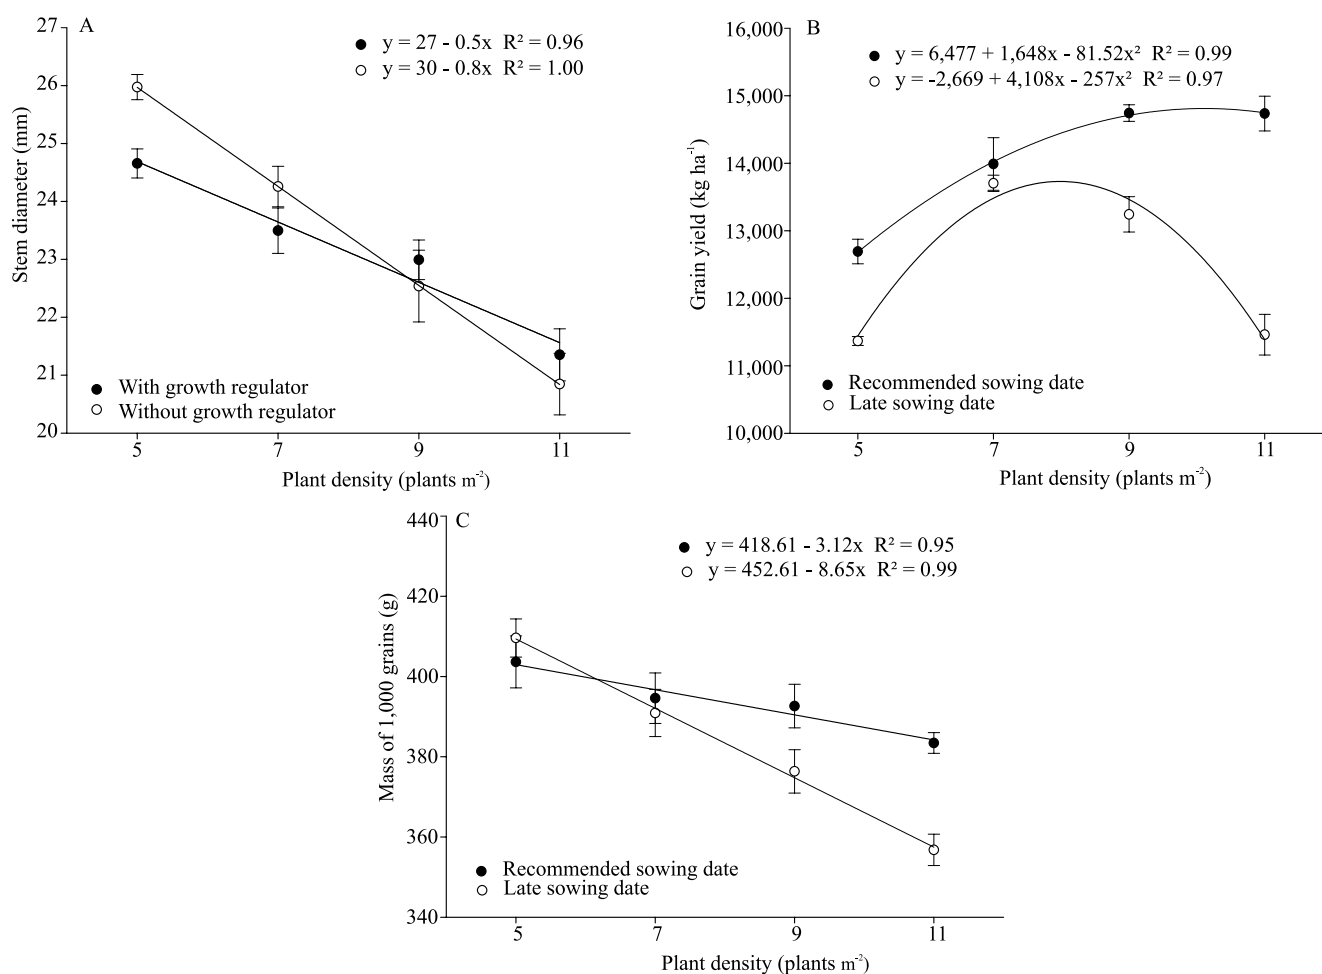 A
y = 27 - 0.5x R² = 0.96
y = 30 - 0.8x R² = 1.00
27
26
25
24
23
22
21
20
Stem diameter (mm)
With growth regulator
Without growth regulator
5 7 9 11
Plant density (plants m⁻²)
B
y = 6,477 + 1,648x - 81.52x² R² = 0.99
y = -2,669 + 4,108x - 257x² R² = 0.97
16,000
15,000
14,000
13,000
12,000
11,000
10,000
Grain yield (kg ha⁻¹)
Recommended sowing date
Late sowing date
5 7 9 11
Plant density (plants m⁻²)
C
y = 418.61 - 3.12x R² = 0.95
y = 452.61 - 8.65x R² = 0.99
440
420
400
380
360
340
Mass of 1,000 grains (g)
Recommended sowing date
Late sowing date
5 7 9 11
Plant density (plants m⁻²)